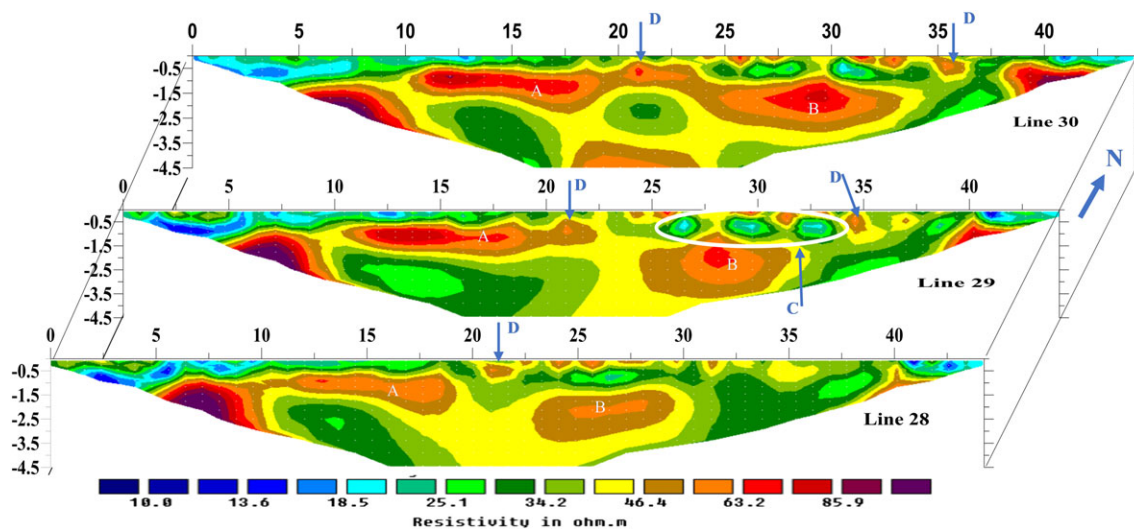 D D
0 5 10 15 20 25 30 35 40
-0.5
-1.5
-2.5
-3.5
-4.5
A
B
Line 30
N
D
D
0 5 10 15 20 25 30 35 40
-0.5
-1.5
-2.5
-3.5
-4.5
A
B
Line 29
C
D
0 5 10 15 20 25 30 35 40
-0.5
-1.5
-2.5
-3.5
-4.5
A
B
Line 28
10.0 13.6 18.5 25.1 34.2 46.4 63.2 85.9
Resistivity in ohm.m